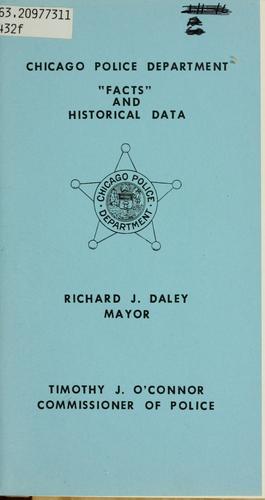 63.20977311
432f
CHICAGO POLICE DEPARTMENT
"FACTS"
AND
HISTORICAL DATA
CHICAGO POLICE
DEPARTMENT
RICHARD J. DALEY
MAYOR
TIMOTHY J. O'CONNOR
COMMISSIONER OF POLICE